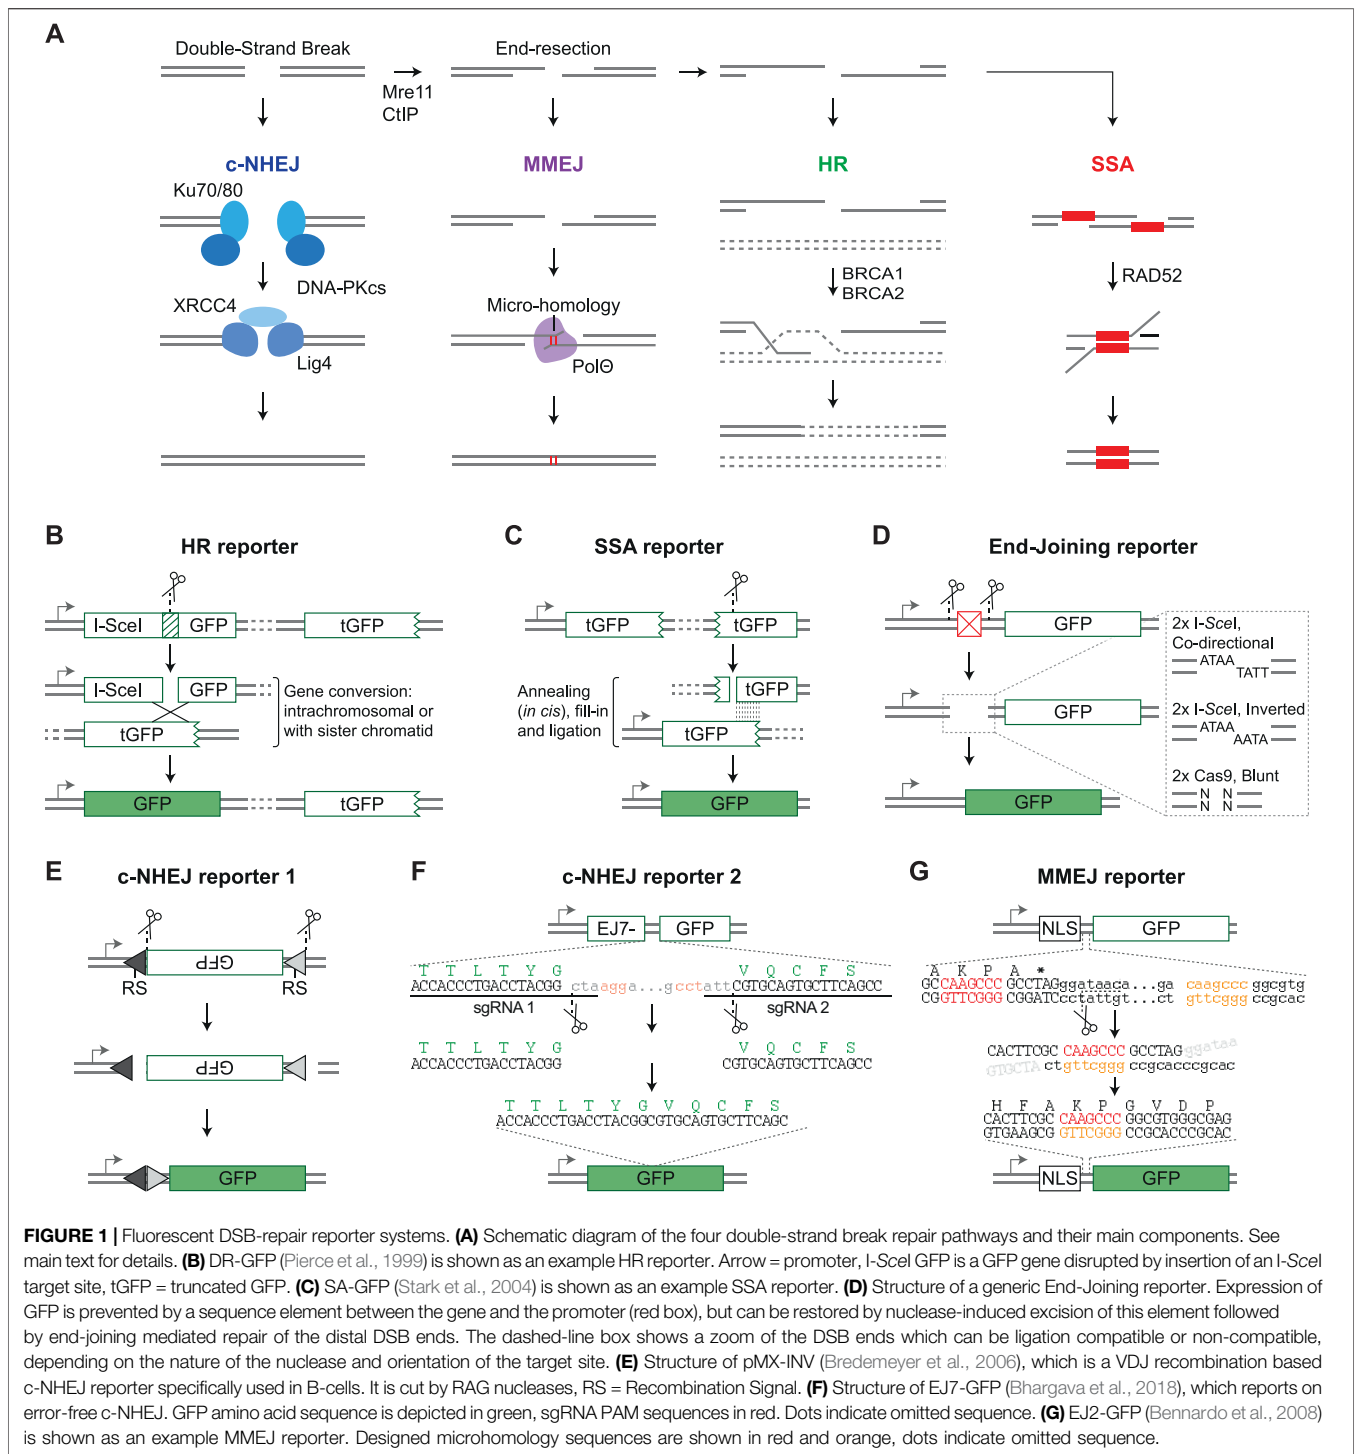 A
Double-Strand Break
End-resection
Mre11
CtIP
c-NHEJ
MMEJ
HR
SSA
Ku70/80
DNA-PKcs
XRCC4
Lig4
Micro-homology
PolΘ
BRCA1
BRCA2
RAD52
B
HR reporter
I-SceI
GFP
tGFP
I-SceI
GFP
tGFP
Gene conversion:
intrachromosomal or
with sister chromatid
GFP
tGFP
C
SSA reporter
tGFP
tGFP
Annealing
(in cis), fill-in
and ligation
tGFP
tGFP
GFP
D
End-Joining reporter
GFP
GFP
GFP
2x I-SceI,
Co-directional
ATAA
TATT
2x I-SceI, Inverted
ATAA
AATA
2x Cas9, Blunt
N N
N N
E
c-NHEJ reporter 1
GFP
RS
RS
GFP
GFP
F
c-NHEJ reporter 2
EJ7-
GFP
T T L T Y G
V Q C F S
ACCACCCTGACCTACGG ctaagga...gcctatt CGTGCAGTGCTTCAGCC
sgRNA 1
sgRNA 2
T T L T Y G
V Q C F S
ACCACCCTGACCTACGG
CGTGCAGTGCTTCAGCC
T T L T Y G V Q C F S
ACCACCCTGACCTACGGCGTGCAGTGCTTCAGC
GFP
G
MMEJ reporter
NLS
GFP
A K P A *
GCCAAGCCC GCCTAGggataaca...ga caagccc ggcgtg
CGGTTCGGG CGGATCcctattgt...ct gttcggg ccgcac
CACTTCGC CAAGCCC GCCTAGggataa
GTGCTA ctgttcggg ccgcacccgcac
H F A K P G V D P
CACTTCGC CAAGCCC GGCGTGGGCGAG
GTGAAGCG GTTCGGG CCGCACCCGCAC
NLS
GFP
FIGURE 1 | Fluorescent DSB-repair reporter systems. (A) Schematic diagram of the four double-strand break repair pathways and their main components. See
main text for details. (B) DR-GFP (Pierce et al., 1999) is shown as an example HR reporter. Arrow = promoter, I-SceI GFP is a GFP gene disrupted by insertion of an I-SceI
target site, tGFP = truncated GFP. (C) SA-GFP (Stark et al., 2004) is shown as an example SSA reporter. (D) Structure of a generic End-Joining reporter. Expression of
GFP is prevented by a sequence element between the gene and the promoter (red box), but can be restored by nuclease-induced excision of this element followed
by end-joining mediated repair of the distal DSB ends. The dashed-line box shows a zoom of the DSB ends which can be ligation compatible or non-compatible,
depending on the nature of the nuclease and orientation of the target site. (E) Structure of pMX-INV (Bredemeyer et al., 2006), which is a VDJ recombination based
c-NHEJ reporter specifically used in B-cells. It is cut by RAG nucleases, RS = Recombination Signal. (F) Structure of EJ7-GFP (Bhargava et al., 2018), which reports on
error-free c-NHEJ. GFP amino acid sequence is depicted in green, sgRNA PAM sequences in red. Dots indicate omitted sequence. (G) EJ2-GFP (Bennardo et al., 2008)
is shown as an example MMEJ reporter. Designed microhomology sequences are shown in red and orange, dots indicate omitted sequence.